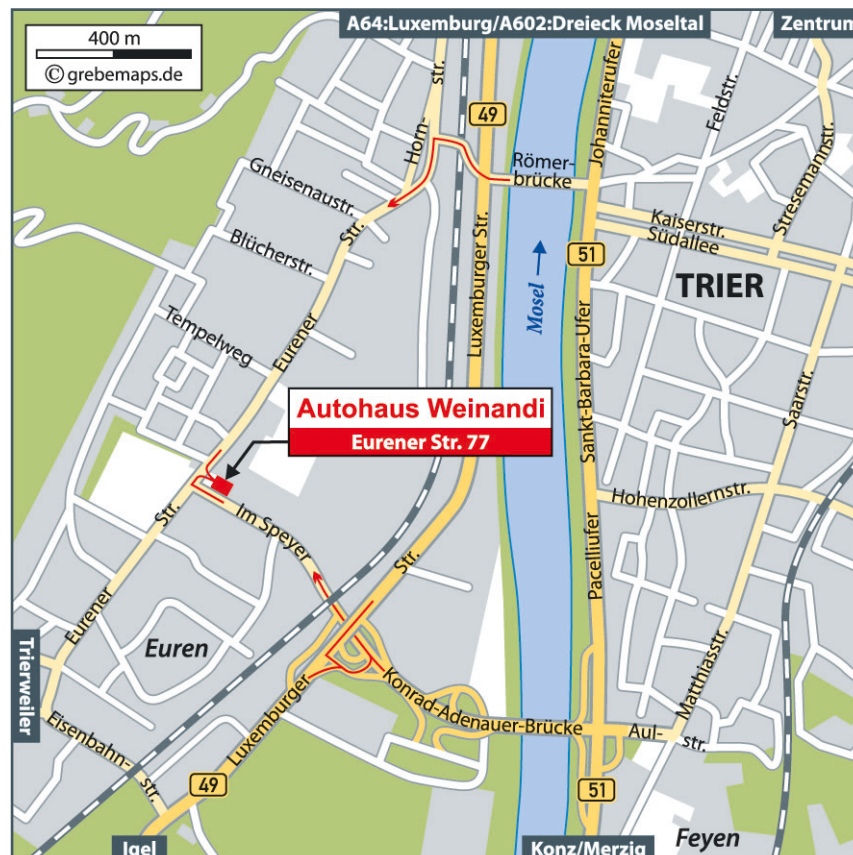 A64:Luxemburg/A602:Dreieck Moseltal
Zentrum
400 m
© grebemaps.de
49
Horn-
str.
Johanniterufer
Feldstr.
Stresemannstr.
Römer-
brücke
Gneisenaustr.
Kaiserstr.
Südallee
Str.
Blücherstr.
51
Luxemburger Str.
Mosel
TRIER
Eurener
Tempelweg
Sankt-Barbara-Ufer
Saarstr.
Autohaus Weinandi
Eurener Str. 77
Hohenzollernstr.
Str.
Im Speyer
Str.
Pacelliufer
Eurener
Euren
Trierweiler
Matthiasstr.
Luxemburger
Konrad-Adenauer-Brücke
Aul-
str.
Eisenbahn-
str.
49
51
Feyen
Igel
Konz/Merzig